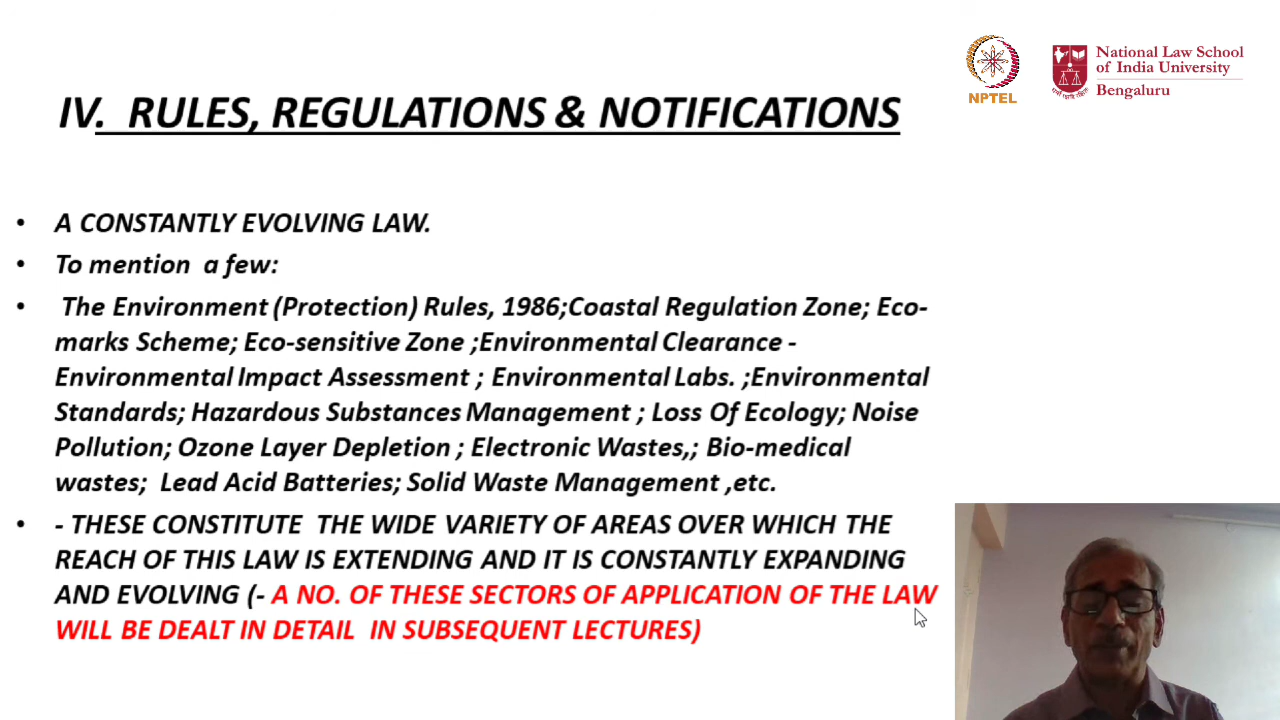 NPTEL
National Law School
of India University
Bengaluru
IV. RULES, REGULATIONS & NOTIFICATIONS
• A CONSTANTLY EVOLVING LAW.
• To mention a few:
• The Environment (Protection) Rules, 1986;Coastal Regulation Zone; Eco-
marks Scheme; Eco-sensitive Zone ;Environmental Clearance -
Environmental Impact Assessment ; Environmental Labs. ;Environmental
Standards; Hazardous Substances Management ; Loss Of Ecology; Noise
Pollution; Ozone Layer Depletion ; Electronic Wastes,; Bio-medical
wastes; Lead Acid Batteries; Solid Waste Management ,etc.
• - THESE CONSTITUTE THE WIDE VARIETY OF AREAS OVER WHICH THE
REACH OF THIS LAW IS EXTENDING AND IT IS CONSTANTLY EXPANDING
AND EVOLVING (- A NO. OF THESE SECTORS OF APPLICATION OF THE LAW
WILL BE DEALT IN DETAIL IN SUBSEQUENT LECTURES)